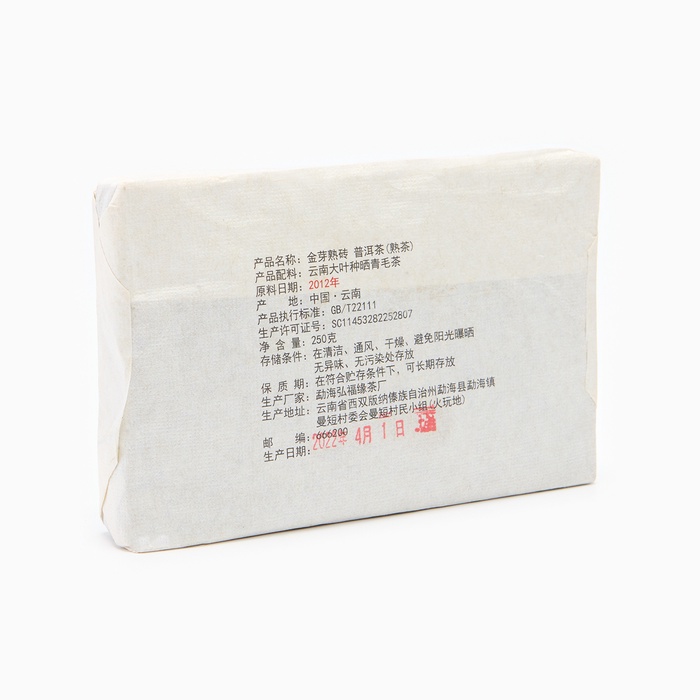 产品名称：金芽熟砖 普洱茶(熟茶)
产品配料：云南大叶种晒青毛茶
原料日期：2012年
产　　地：中国·云南
产品执行标准：GB/T22111
生产许可证号：SC11453282252807
净 含 量：250克
存储条件：在清洁、通风、干燥、避免阳光曝晒
无异味、无污染处存放
保 质 期：在符合贮存条件下，可长期存放
生产厂家：勐海弘福缘茶厂
生产地址：云南省西双版纳傣族自治州勐海县勐海镇
曼短村委会曼短村民小组(火玩地)
邮　　编：666200
生产日期：2022年 4月 1日